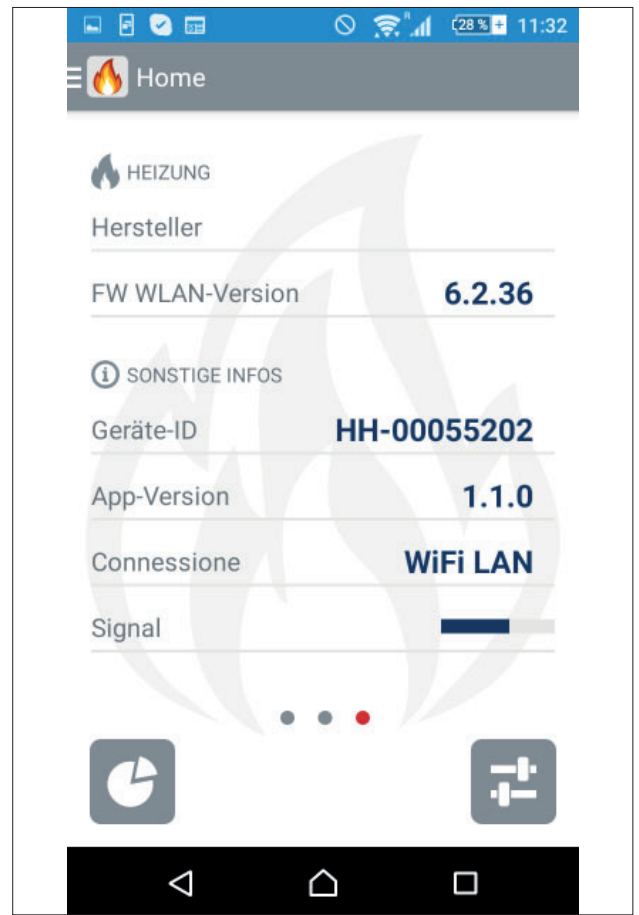 28 % 11:32
Home
HEIZUNG
Hersteller
FW WLAN-Version 6.2.36
SONSTIGE INFOS
Geräte-ID HH-00055202
App-Version 1.1.0
Connessione WiFi LAN
Signal